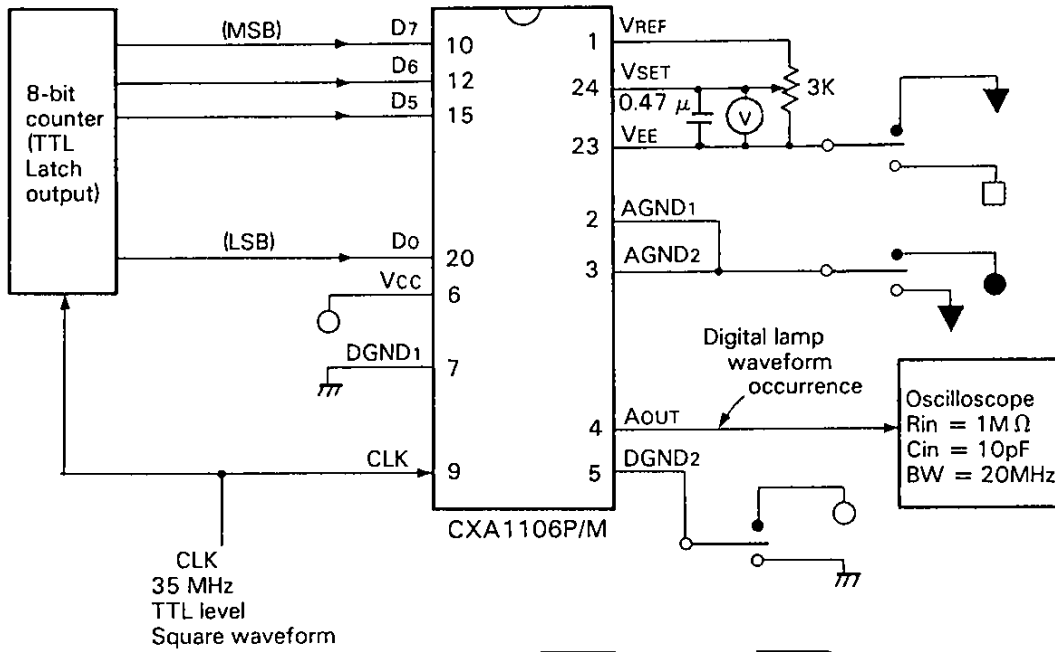 8-bit
counter
(TTL
Latch
output)
(MSB)
D7
10
D6
12
D5
15
(LSB)
D0
20
VCC
6
DGND1
7
CLK
9
CLK
35 MHz
TTL level
Square waveform
1
VREF
24
VSET
0.47 μ
V
3K
23
VEE
2
AGND1
3
AGND2
Digital lamp
waveform
occurrence
4
AOUT
5
DGND2
CXA1106P/M
Oscilloscope
Rin = 1MΩ
Cin = 10pF
BW = 20MHz